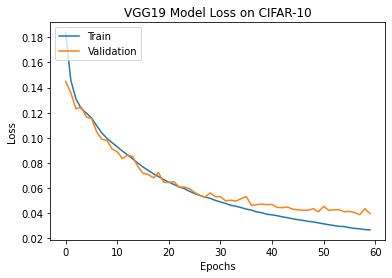 VGG19 Model Loss on CIFAR-10
Train
Validation
Loss
0.18
0.16
0.14
0.12
0.10
0.08
0.06
0.04
0.02
0 10 20 30 40 50 60
Epochs